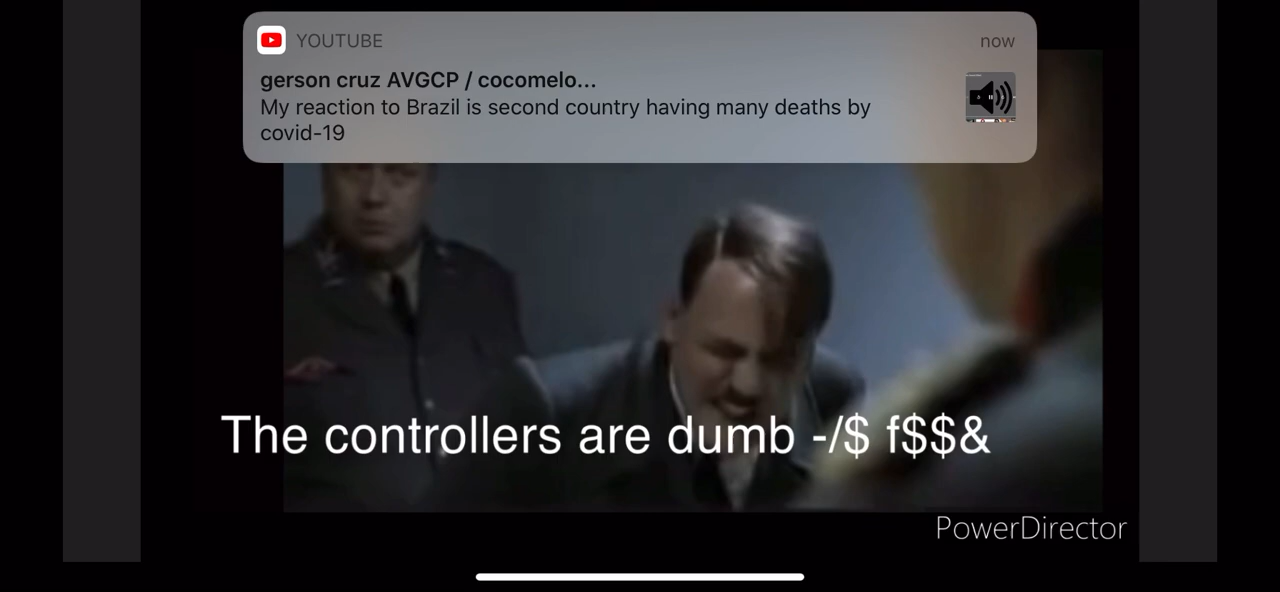 YOUTUBE
now
gerson cruz AVGCP / cocomelo...
My reaction to Brazil is second country having many deaths by
covid-19
The controllers are dumb -/$ f$$&
PowerDirector